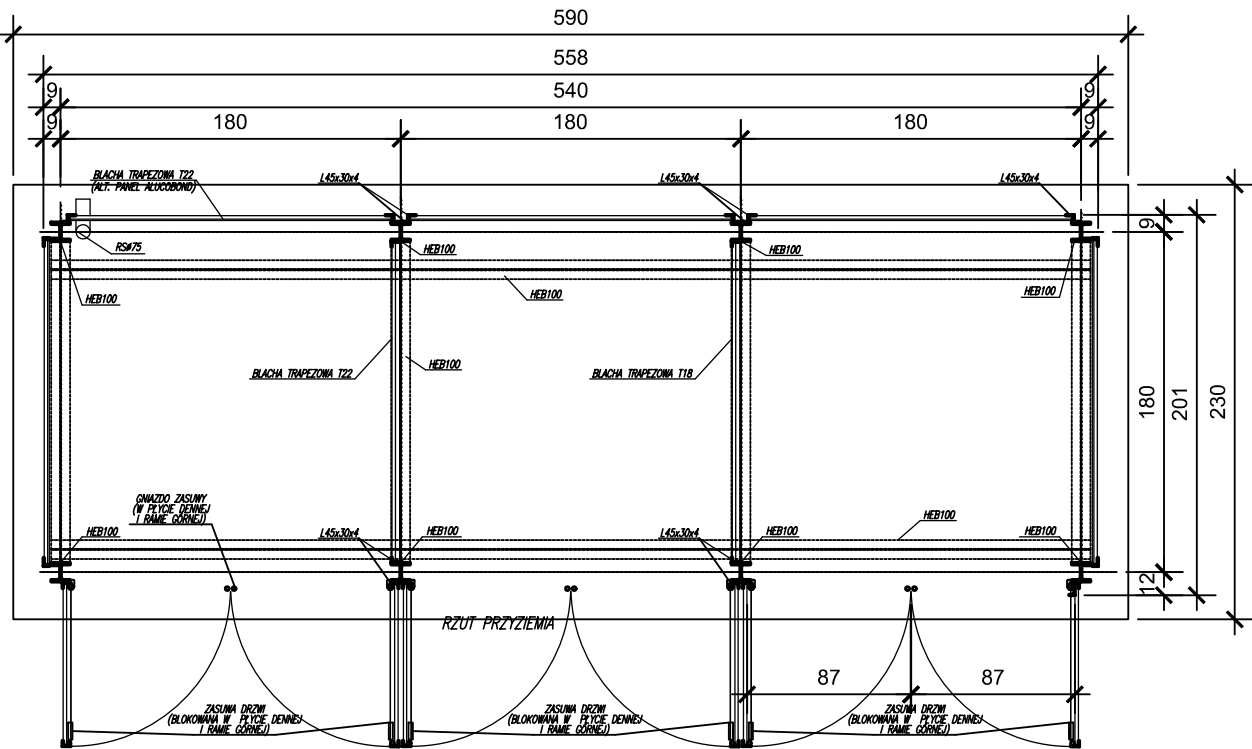 590
558
9 540 9
9 180 180 180 9
BLACHA TRAPEZOWA T22
(ALT. PANEL ALUCOBOND)
L45x30x4
L45x30x4
L45x30x4
RSø75
HEB100
HEB100
HEB100
HEB100
HEB100
9
HEB100
BLACHA TRAPEZOWA T22
BLACHA TRAPEZOWA T18
180
201
230
GNIAZDO ZASUWY
(W PŁYCIE DENNEJ
I RAMIE GÓRNEJ)
HEB100
HEB100
L45x30x4
HEB100
L45x30x4
HEB100
HEB100
12
RZUT PRZYZIEMIA
87 87
ZASUWA DRZWI
(BLOKOWANA W PŁYCIE DENNEJ
I RAMIE GÓRNEJ)
ZASUWA DRZWI
(BLOKOWANA W PŁYCIE DENNEJ
I RAMIE GÓRNEJ)
ZASUWA DRZWI
(BLOKOWANA W PŁYCIE DENNEJ
I RAMIE GÓRNEJ)